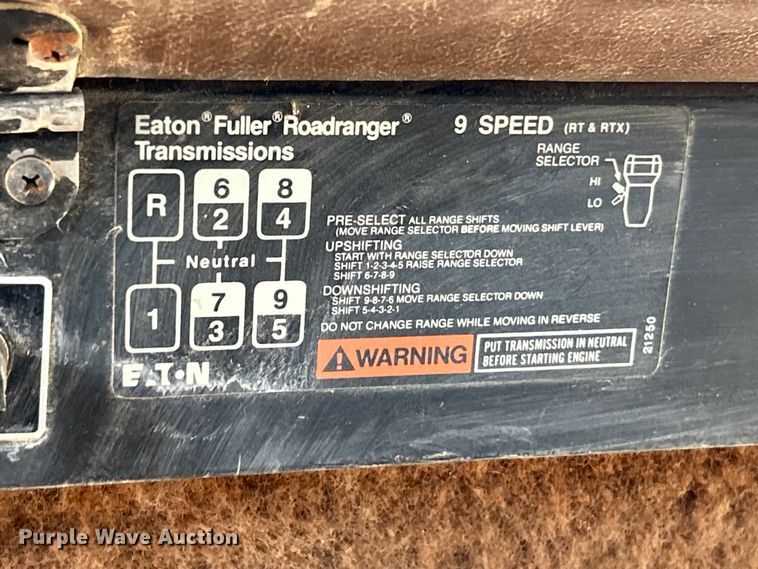 Eaton® Fuller® Roadranger® 9 SPEED (RT & RTX)
Transmissions
RANGE
SELECTOR
HI
LO
R 6 8
2 4
Neutral
1 7 9
3 5
PRE-SELECT ALL RANGE SHIFTS
(MOVE RANGE SELECTOR BEFORE MOVING SHIFT LEVER)
UPSHIFTING
START WITH RANGE SELECTOR DOWN
SHIFT 1-2-3-4-5 RAISE RANGE SELECTOR
SHIFT 6-7-8-9
DOWNSHIFTING
SHIFT 9-8-7-6 MOVE RANGE SELECTOR DOWN
SHIFT 5-4-3-2-1
DO NOT CHANGE RANGE WHILE MOVING IN REVERSE
WARNING
PUT TRANSMISSION IN NEUTRAL
BEFORE STARTING ENGINE
21250
EATON
Purple Wave Auction